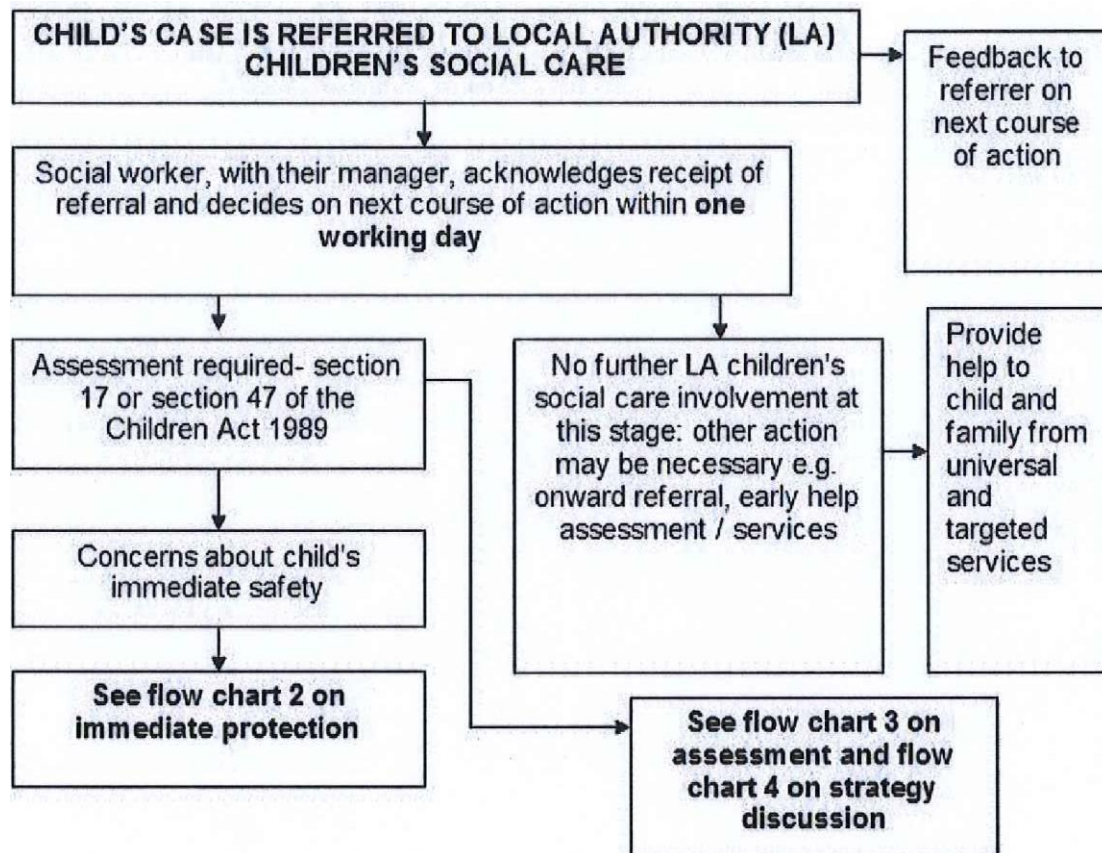 CHILD'S CASE IS REFERRED TO LOCAL AUTHORITY (LA)
CHILDREN'S SOCIAL CARE
Feedback to
referrer on
next course
of action
Social worker, with their manager, acknowledges receipt of
referral and decides on next course of action within one
working day
Assessment required- section
17 or section 47 of the
Children Act 1989
No further LA children's
social care involvement at
this stage: other action
may be necessary e.g.
onward referral, early help
assessment / services
Provide
help to
child and
family from
universal
and
targeted
services
Concerns about child's
immediate safety
See flow chart 2 on
immediate protection
See flow chart 3 on
assessment and flow
chart 4 on strategy
discussion